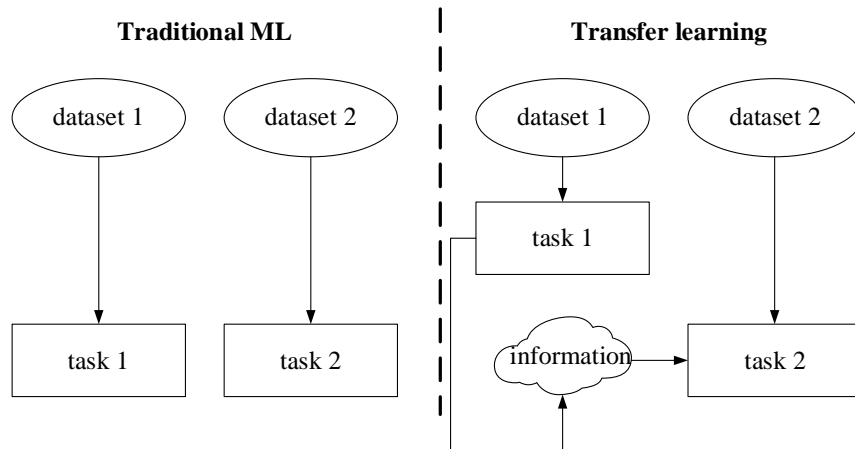 Traditional ML
Transfer learning
dataset 1
dataset 2
dataset 1
dataset 2
task 1
information
task 1
task 2
task 2